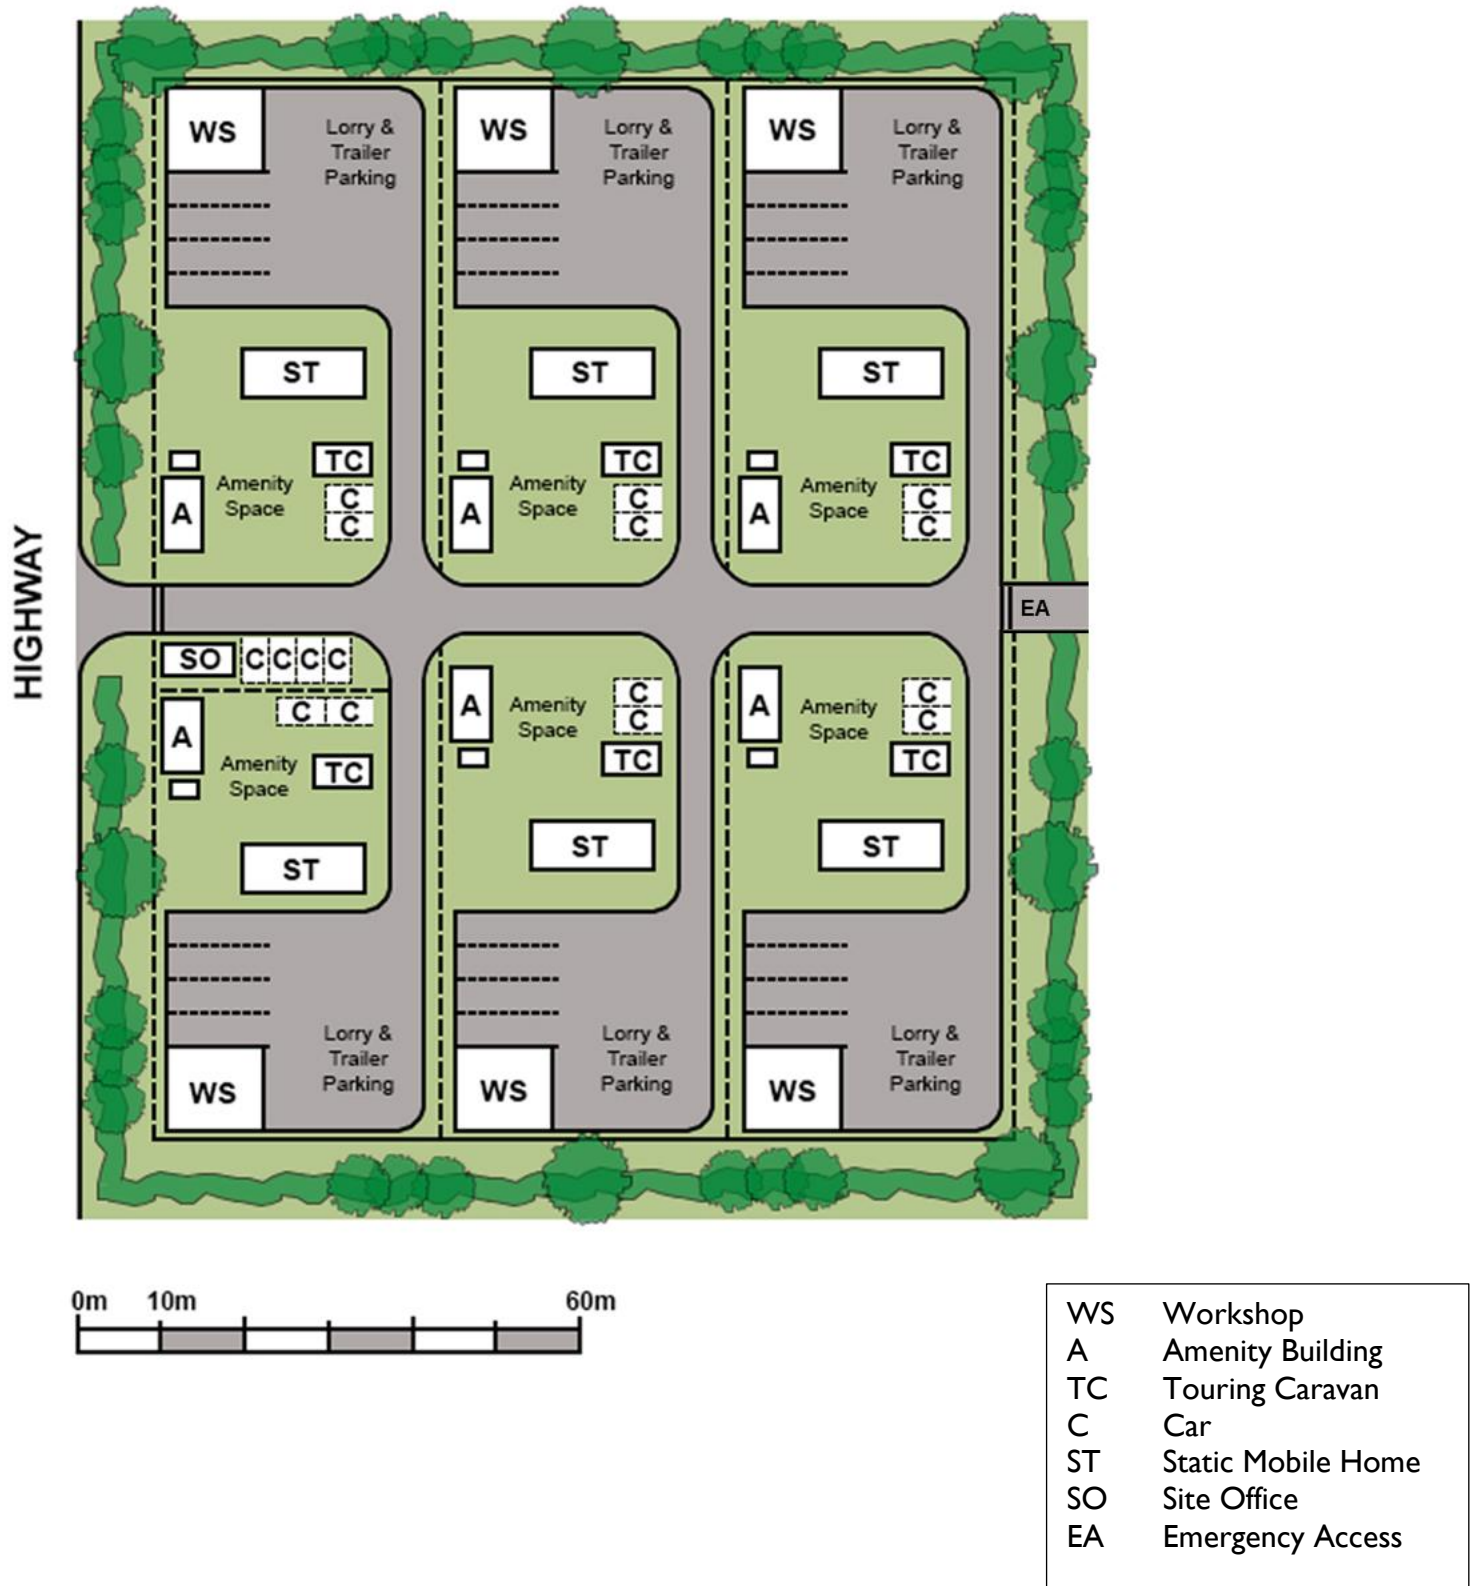 WS
Lorry &
Trailer
Parking
WS
Lorry &
Trailer
Parking
WS
Lorry &
Trailer
Parking
ST
ST
ST
TC
C
C
A
Amenity
Space
TC
C
C
A
Amenity
Space
TC
C
C
A
Amenity
Space
HIGHWAY
EA
SO
C C C C
C C
A
Amenity
Space
TC
ST
A
Amenity
Space
C
C
TC
ST
A
Amenity
Space
C
C
TC
ST
Lorry &
Trailer
Parking
WS
Lorry &
Trailer
Parking
WS
Lorry &
Trailer
Parking
WS
0m 10m 60m
WS Workshop
A Amenity Building
TC Touring Caravan
C Car
ST Static Mobile Home
SO Site Office
EA Emergency Access